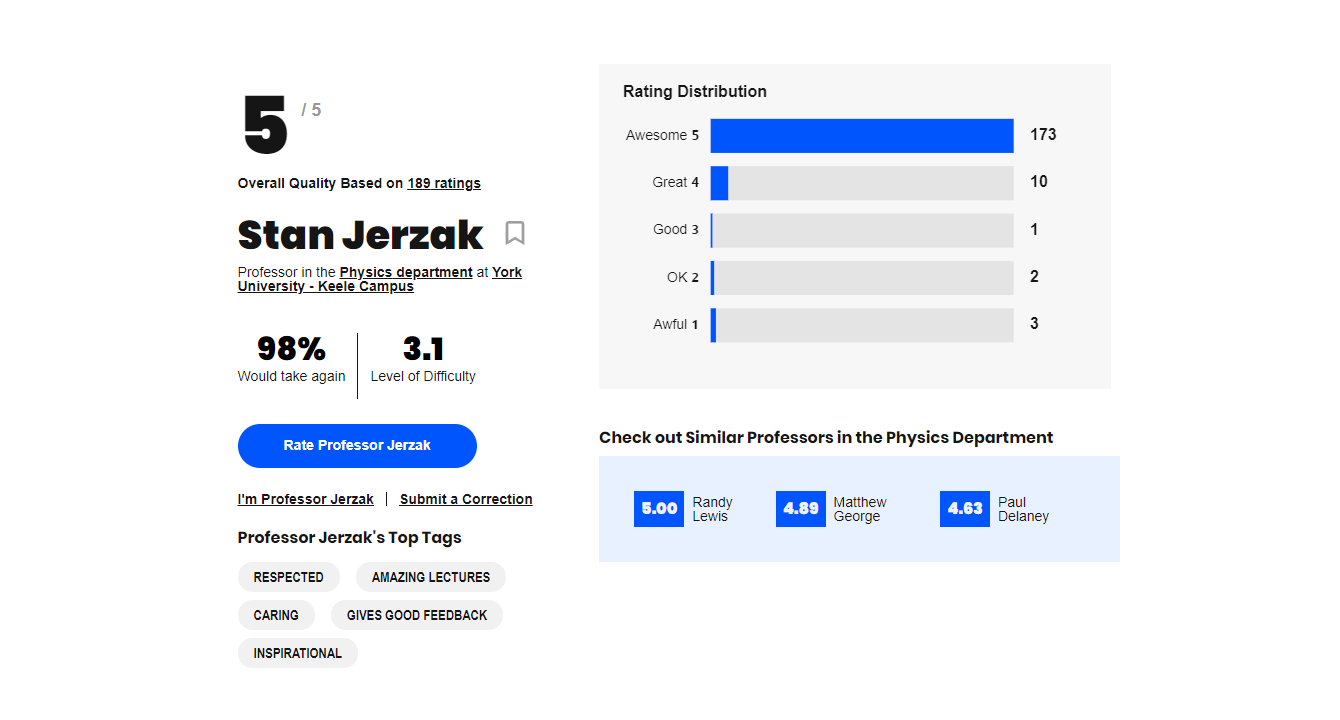 5 / 5
Overall Quality Based on 189 ratings
Stan Jerzak
Professor in the Physics department at York
University - Keele Campus
98%
Would take again
3.1
Level of Difficulty
Rate Professor Jerzak
I'm Professor Jerzak
Submit a Correction
Professor Jerzak's Top Tags
RESPECTED
AMAZING LECTURES
CARING
GIVES GOOD FEEDBACK
INSPIRATIONAL
Rating Distribution
Awesome 5 173
Great 4 10
Good 3 1
OK 2 2
Awful 1 3
Check out Similar Professors in the Physics Department
5.00
Randy
Lewis
4.89
Matthew
George
4.63
Paul
Delaney